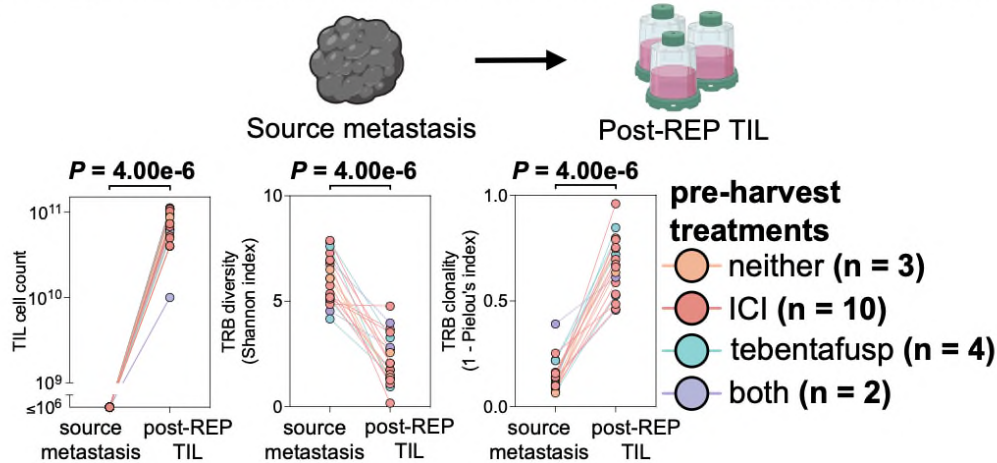 Source metastasis
Post-REP TIL
P = 4.00e-6
TIL cell count
10¹¹
10¹⁰
10⁹
≤10⁶
source
metastasis
post-REP
TIL
P = 4.00e-6
TRB diversity
(Shannon index)
10
5
0
source
metastasis
post-REP
TIL
P = 4.00e-6
TRB clonality
(1 - Pielou's index)
1.0
0.5
0.0
source
metastasis
post-REP
TIL
pre-harvest
treatments
neither (n = 3)
ICI (n = 10)
tebentafusp (n = 4)
both (n = 2)